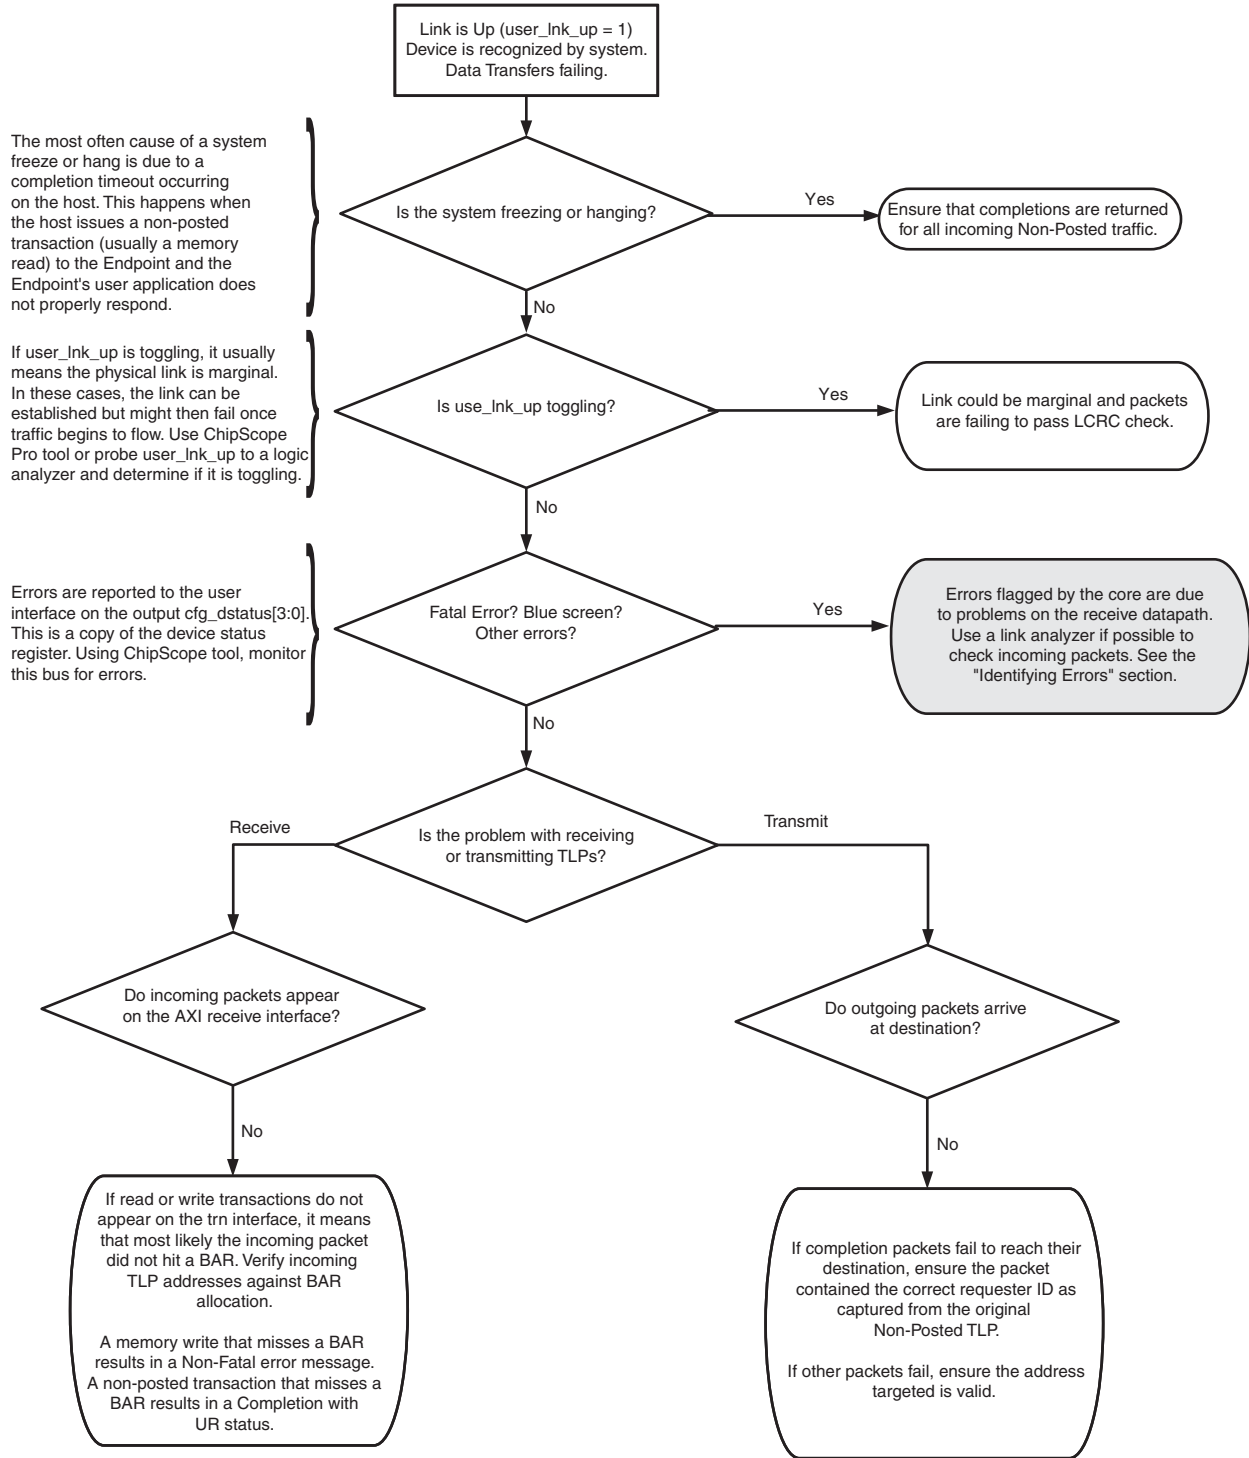 Link is Up (user_lnk_up = 1)
Device is recognized by system.
Data Transfers failing.
The most often cause of a system
freeze or hang is due to a
completion timeout occurring
on the host. This happens when
the host issues a non-posted
transaction (usually a memory
read) to the Endpoint and the
Endpoint's user application does
not properly respond.
Is the system freezing or hanging?
Yes
Ensure that completions are returned
for all incoming Non-Posted traffic.
No
If user_lnk_up is toggling, it usually
means the physical link is marginal.
In these cases, the link can be
established but might then fail once
traffic begins to flow. Use ChipScope
Pro tool or probe user_lnk_up to a logic
analyzer and determine if it is toggling.
Is use_lnk_up toggling?
Yes
Link could be marginal and packets
are failing to pass LCRC check.
No
Errors are reported to the user
interface on the output cfg_dstatus[3:0].
This is a copy of the device status
register. Using ChipScope tool, monitor
this bus for errors.
Fatal Error? Blue screen?
Other errors?
Yes
Errors flagged by the core are due
to problems on the receive datapath.
Use a link analyzer if possible to
check incoming packets. See the
"Identifying Errors" section.
No
Is the problem with receiving
or transmitting TLPs?
Receive
Transmit
Do incoming packets appear
on the AXI receive interface?
Do outgoing packets arrive
at destination?
No
No
If read or write transactions do not
appear on the trn interface, it means
that most likely the incoming packet
did not hit a BAR. Verify incoming
TLP addresses against BAR
allocation.
A memory write that misses a BAR
results in a Non-Fatal error message.
A non-posted transaction that misses a
BAR results in a Completion with
UR status.
If completion packets fail to reach their
destination, ensure the packet
contained the correct requester ID as
captured from the original
Non-Posted TLP.
If other packets fail, ensure the address
targeted is valid.